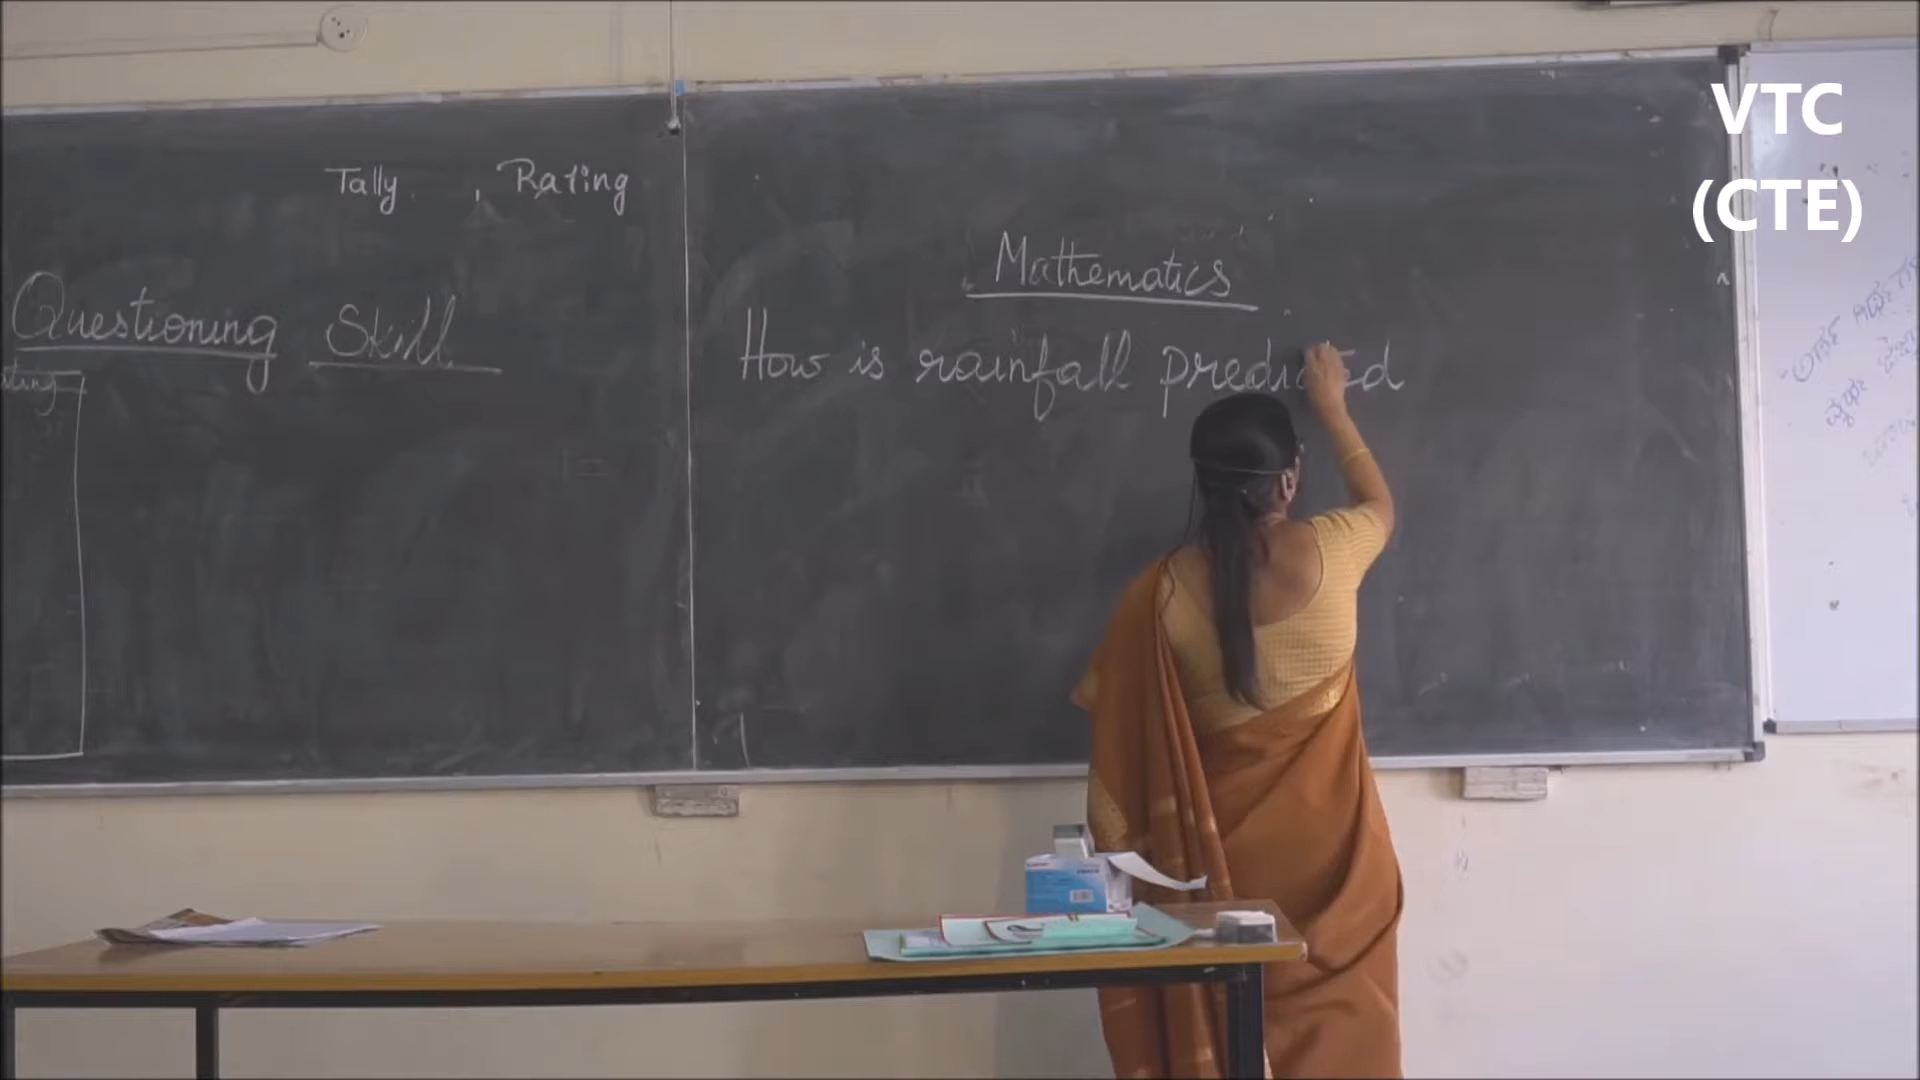 VTC
(CTE)
Tally , Rating
Questioning Skill
Mathematics
How is rainfall predicted